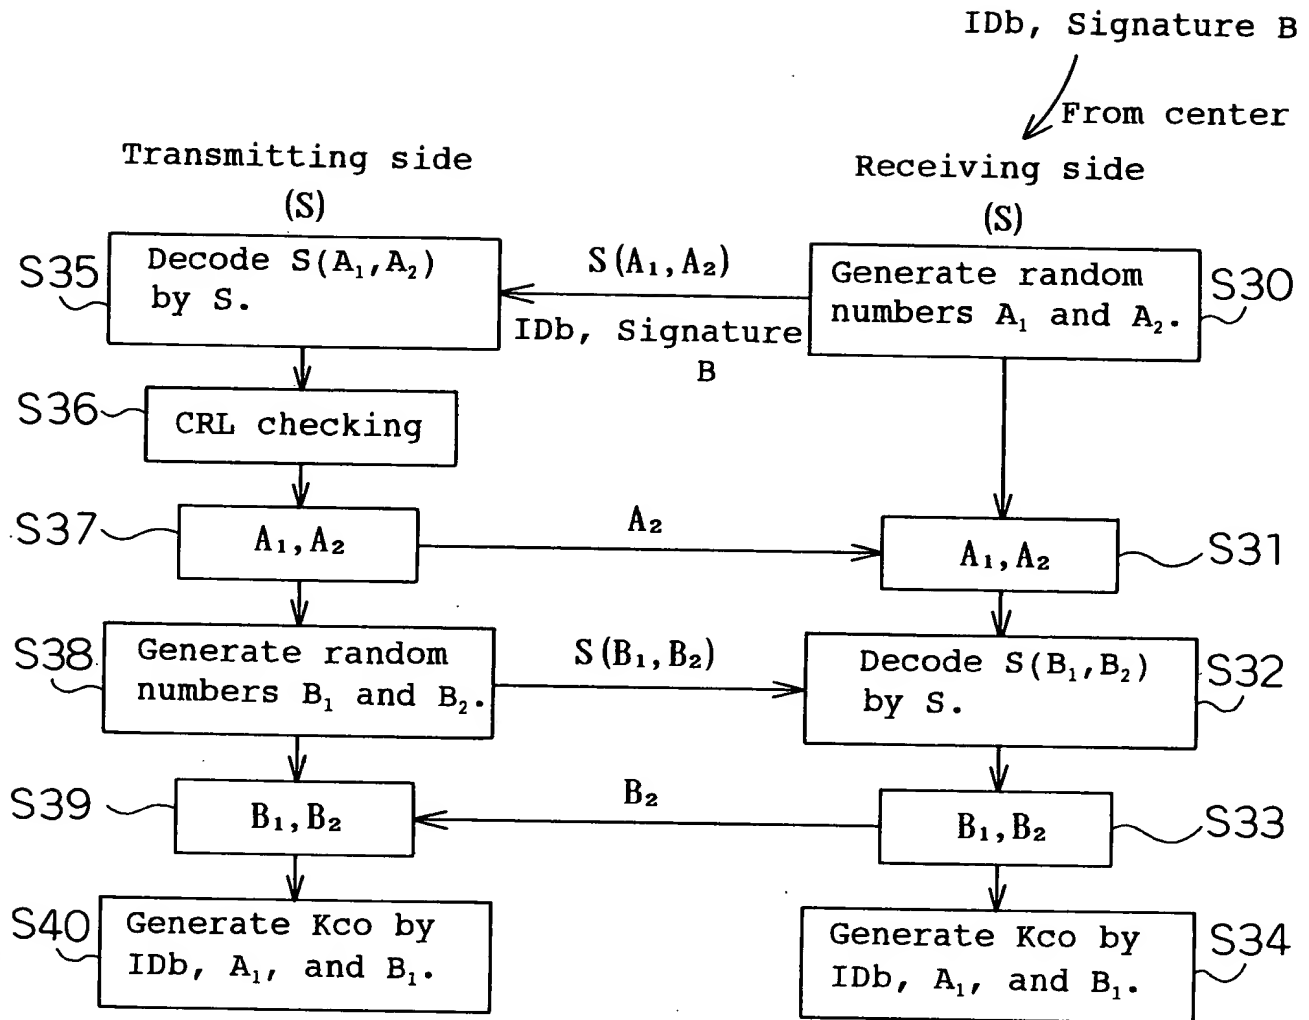 IDb, Signature B
From center
Transmitting side
(S)
Receiving side
(S)
S35
Decode S(A₁,A₂)
by S.
S(A₁,A₂)
IDb, Signature
B
Generate random
numbers A₁ and A₂.
S30
S36
CRL checking
S37
A₁,A₂
A₂
A₁,A₂
S31
S38
Generate random
numbers B₁ and B₂.
S(B₁,B₂)
Decode S(B₁,B₂)
by S.
S32
S39
B₁,B₂
B₂
B₁,B₂
S33
S40
Generate Kco by
IDb, A₁, and B₁.
Generate Kco by
IDb, A₁, and B₁.
S34